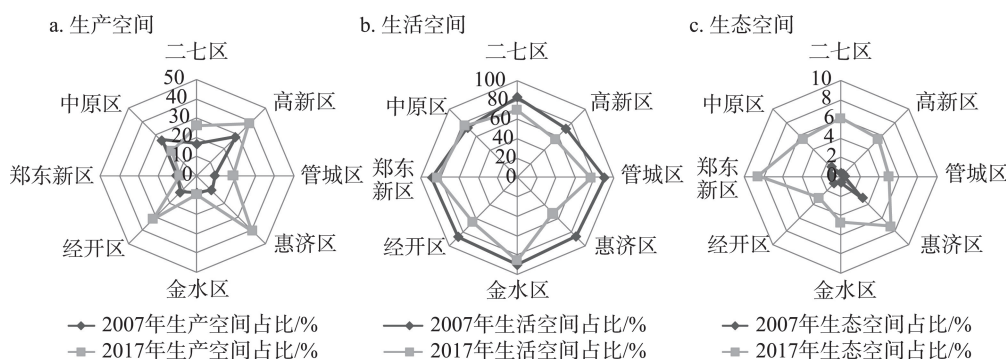 a. 生产空间
二七区
50
40
30
20
10
0
高新区
管城区
惠济区
金水区
经开区
郑东新区
中原区
2007年生产空间占比/%
2017年生产空间占比/%
b. 生活空间
二七区
100
80
60
40
20
0
高新区
管城区
惠济区
金水区
经开区
郑东
新区
中原区
2007年生活空间占比/%
2017年生活空间占比/%
c. 生态空间
二七区
10
8
6
4
2
0
高新区
管城区
惠济区
金水区
经开区
郑东
新区
中原区
2007年生态空间占比/%
2017年生态空间占比/%